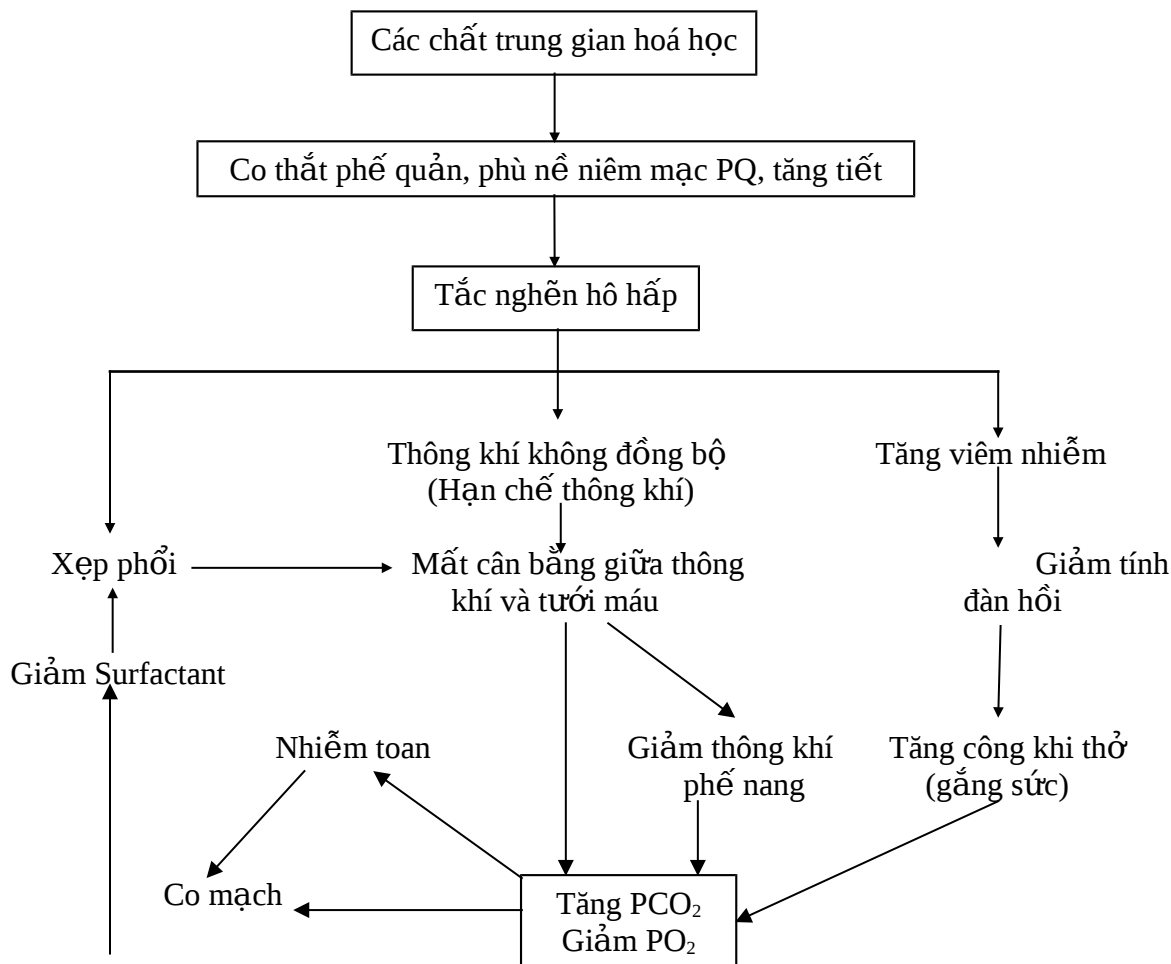 Các chất trung gian hoá học
Co thắt phế quản, phù nề niêm mạc PQ, tăng tiết
Tắc nghẽn hô hấp
Thông khí không đồng bộ
(Hạn chế thông khí)
Tăng viêm nhiễm
Xẹp phổi
Mất cân bằng giữa thông
khí và tưới máu
Giảm tính
đàn hồi
Giảm Surfactant
Nhiễm toan
Giảm thông khí
phế nang
Tăng công khi thở
(gắng sức)
Co mạch
Tăng PCO₂
Giảm PO₂